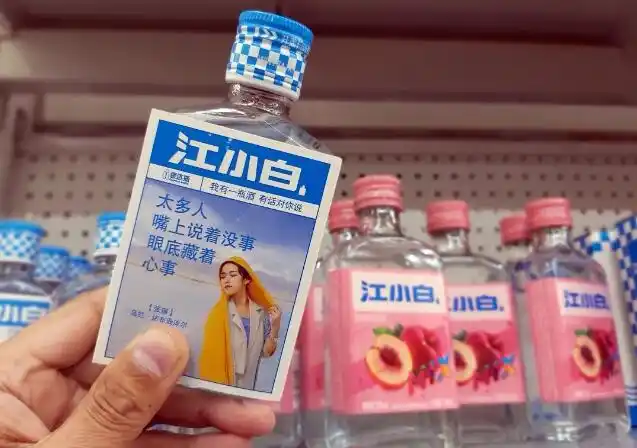 江小白
我有一瓶酒 有话对你说
太多人
嘴上说着没事
眼底藏着
心事
江小白
江小白
江小白